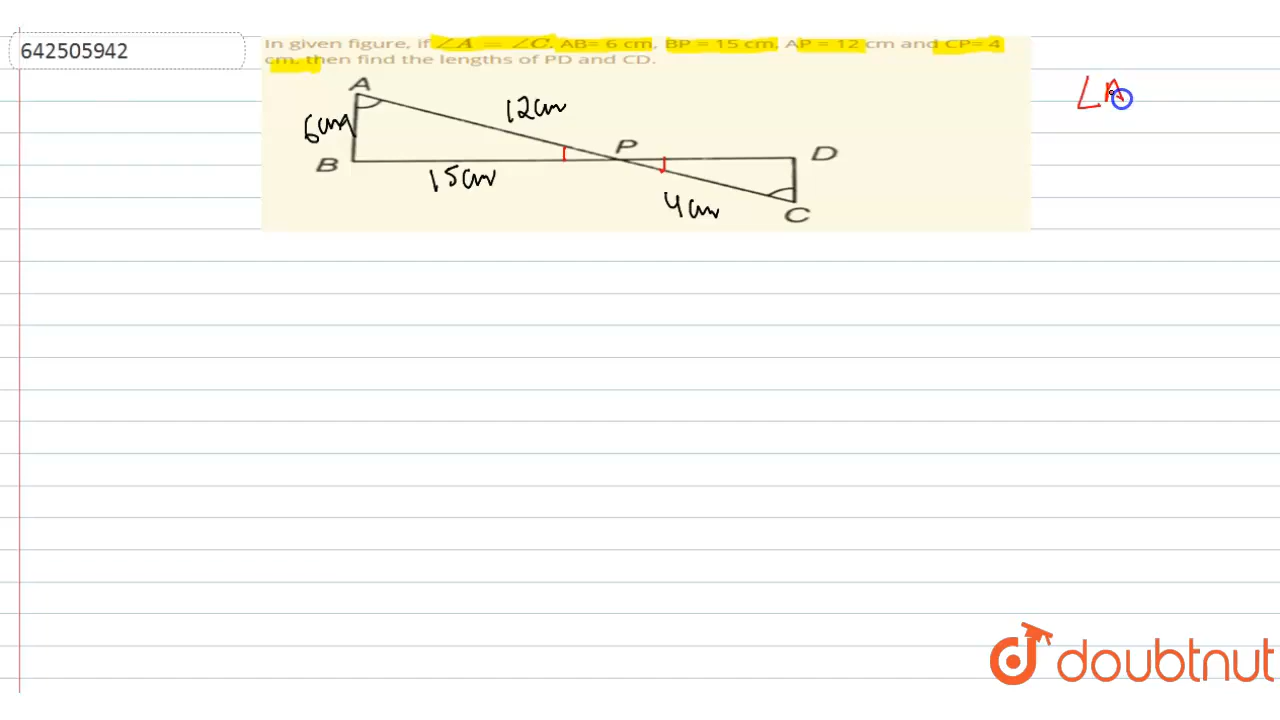 642505942
In given figure, if ∠A = ∠C, AB= 6 cm, BP = 15 cm, AP = 12 cm and CP= 4
cm, then find the lengths of PD and CD.
∠A
A
12cm
6cm
P
D
B
15cm
4cm
C
doubtnut